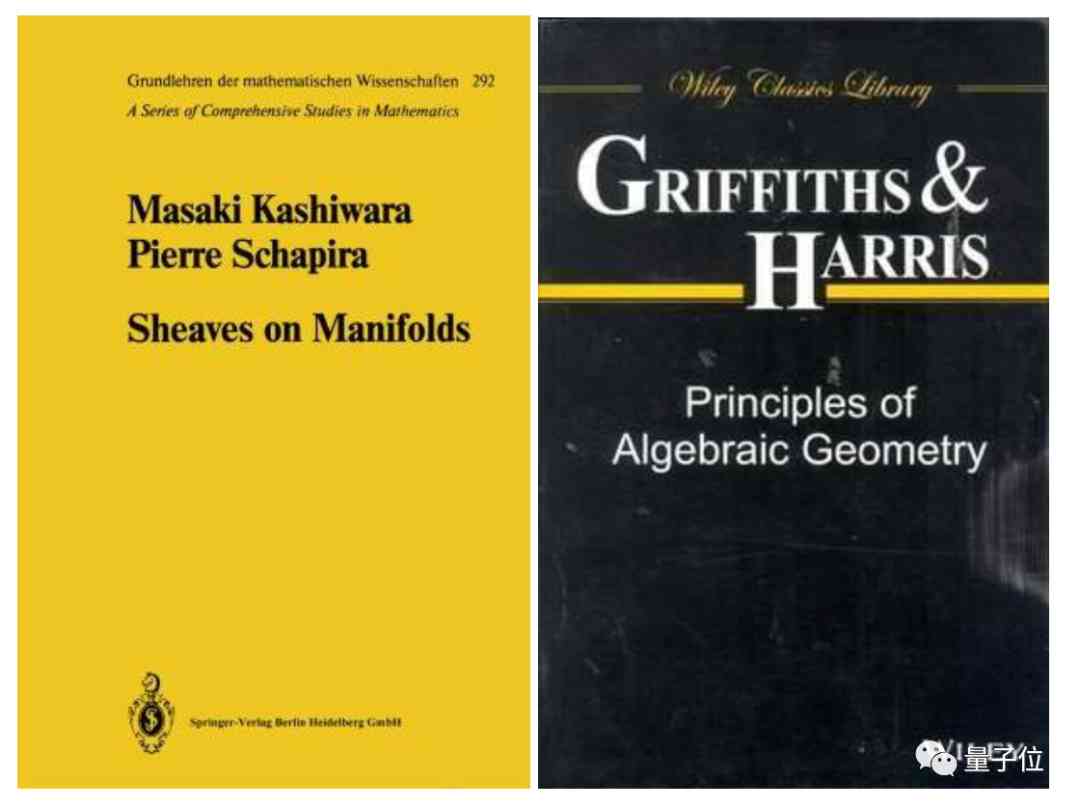 Grundlehren der mathematischen Wissenschaften 292
A Series of Comprehensive Studies in Mathematics
Masaki Kashiwara
Pierre Schapira
Sheaves on Manifolds
Springer-Verlag Berlin Heidelberg GmbH
Wiley Classics Library
GRIFFITHS &
HARRIS
Principles of
Algebraic Geometry
WILEY
量子位